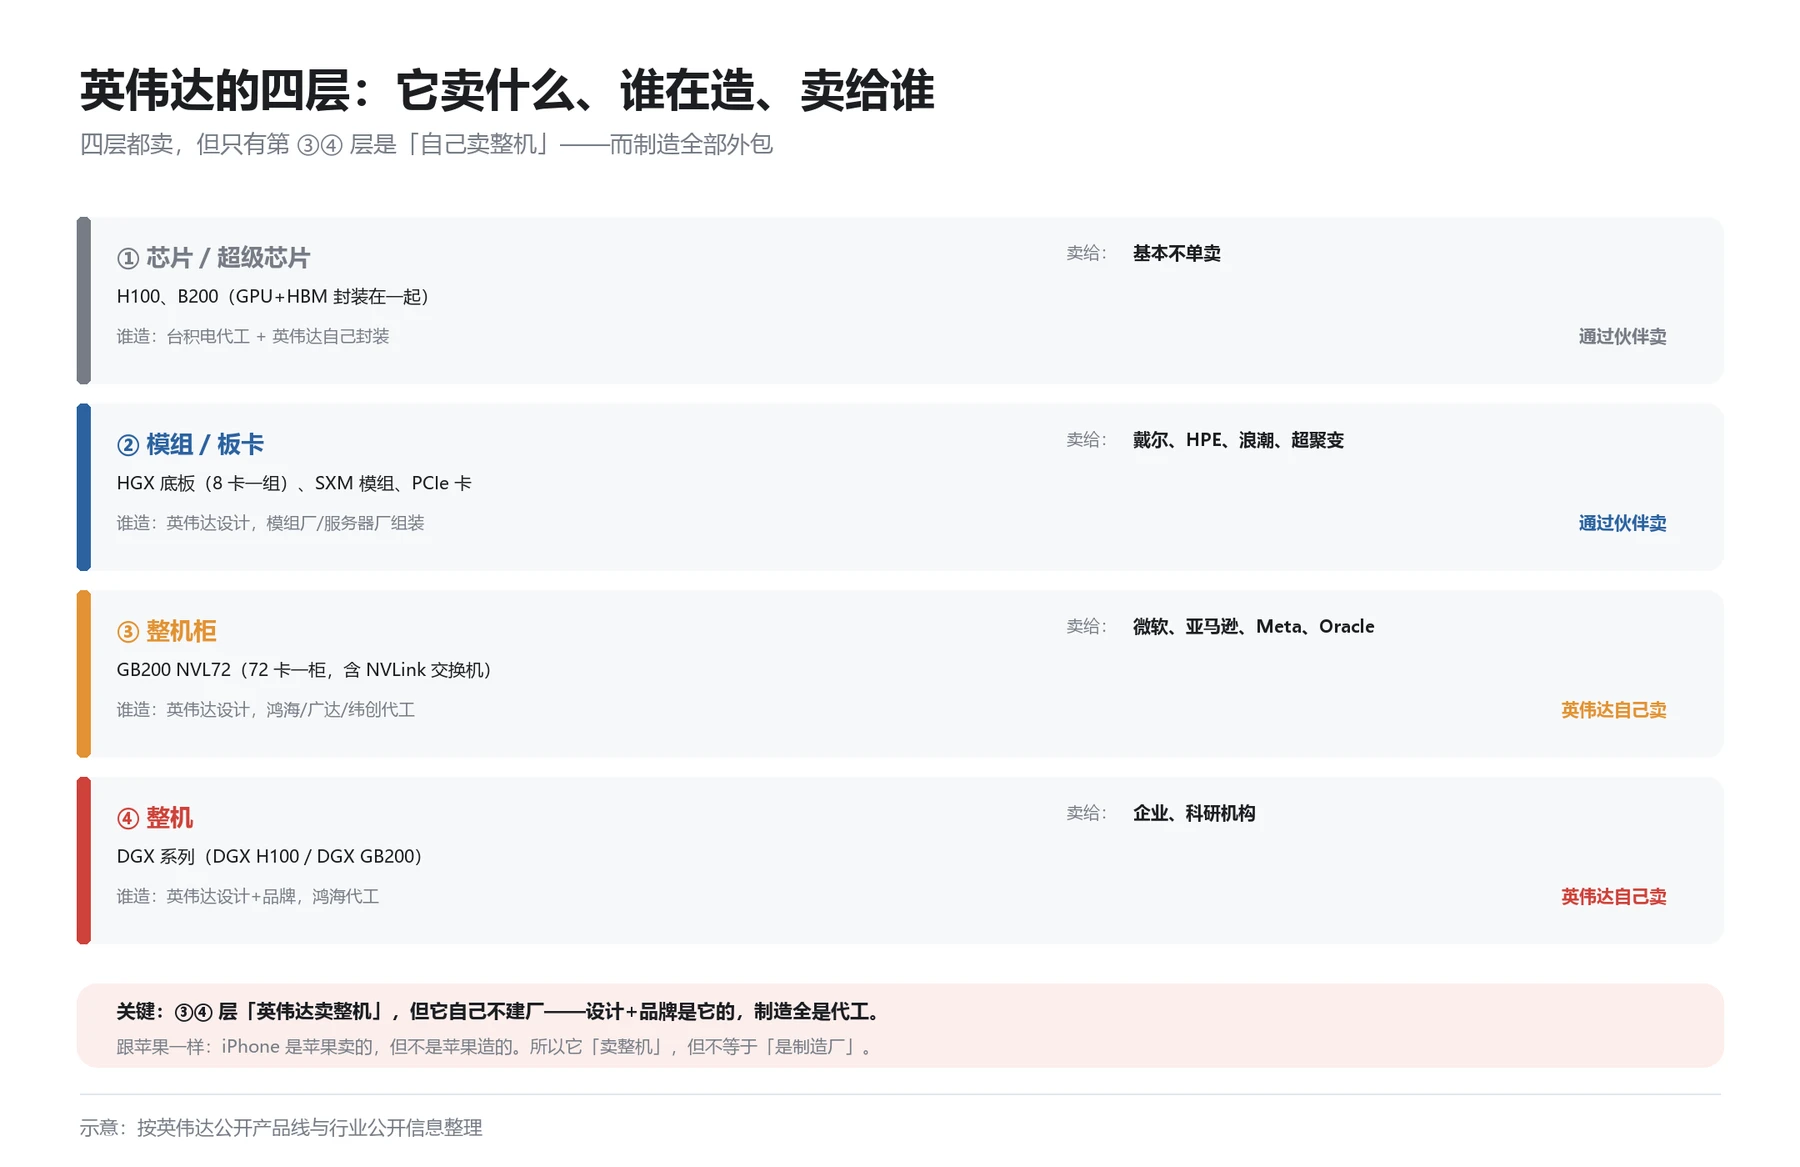 英伟达的四层：它卖什么、谁在造、卖给谁
四层都卖，但只有第 ③④ 层是「自己卖整机」——而制造全部外包
① 芯片 / 超级芯片
卖给： 基本不单卖
H100、B200（GPU+HBM 封装在一起）
谁造：台积电代工 + 英伟达自己封装
通过伙伴卖
② 模组 / 板卡
卖给： 戴尔、HPE、浪潮、超聚变
HGX 底板（8 卡一组）、SXM 模组、PCIe 卡
谁造：英伟达设计，模组厂/服务器厂组装
通过伙伴卖
③ 整机柜
卖给： 微软、亚马逊、Meta、Oracle
GB200 NVL72（72 卡一柜，含 NVLink 交换机）
谁造：英伟达设计，鸿海/广达/纬创代工
英伟达自己卖
④ 整机
卖给： 企业、科研机构
DGX 系列（DGX H100 / DGX GB200）
谁造：英伟达设计+品牌，鸿海代工
英伟达自己卖
关键：③④ 层「英伟达卖整机」，但它自己不建厂——设计+品牌是它的，制造全是代工。
跟苹果一样：iPhone 是苹果卖的，但不是苹果造的。所以它「卖整机」，但不等于「是制造厂」。
示意：按英伟达公开产品线与行业公开信息整理